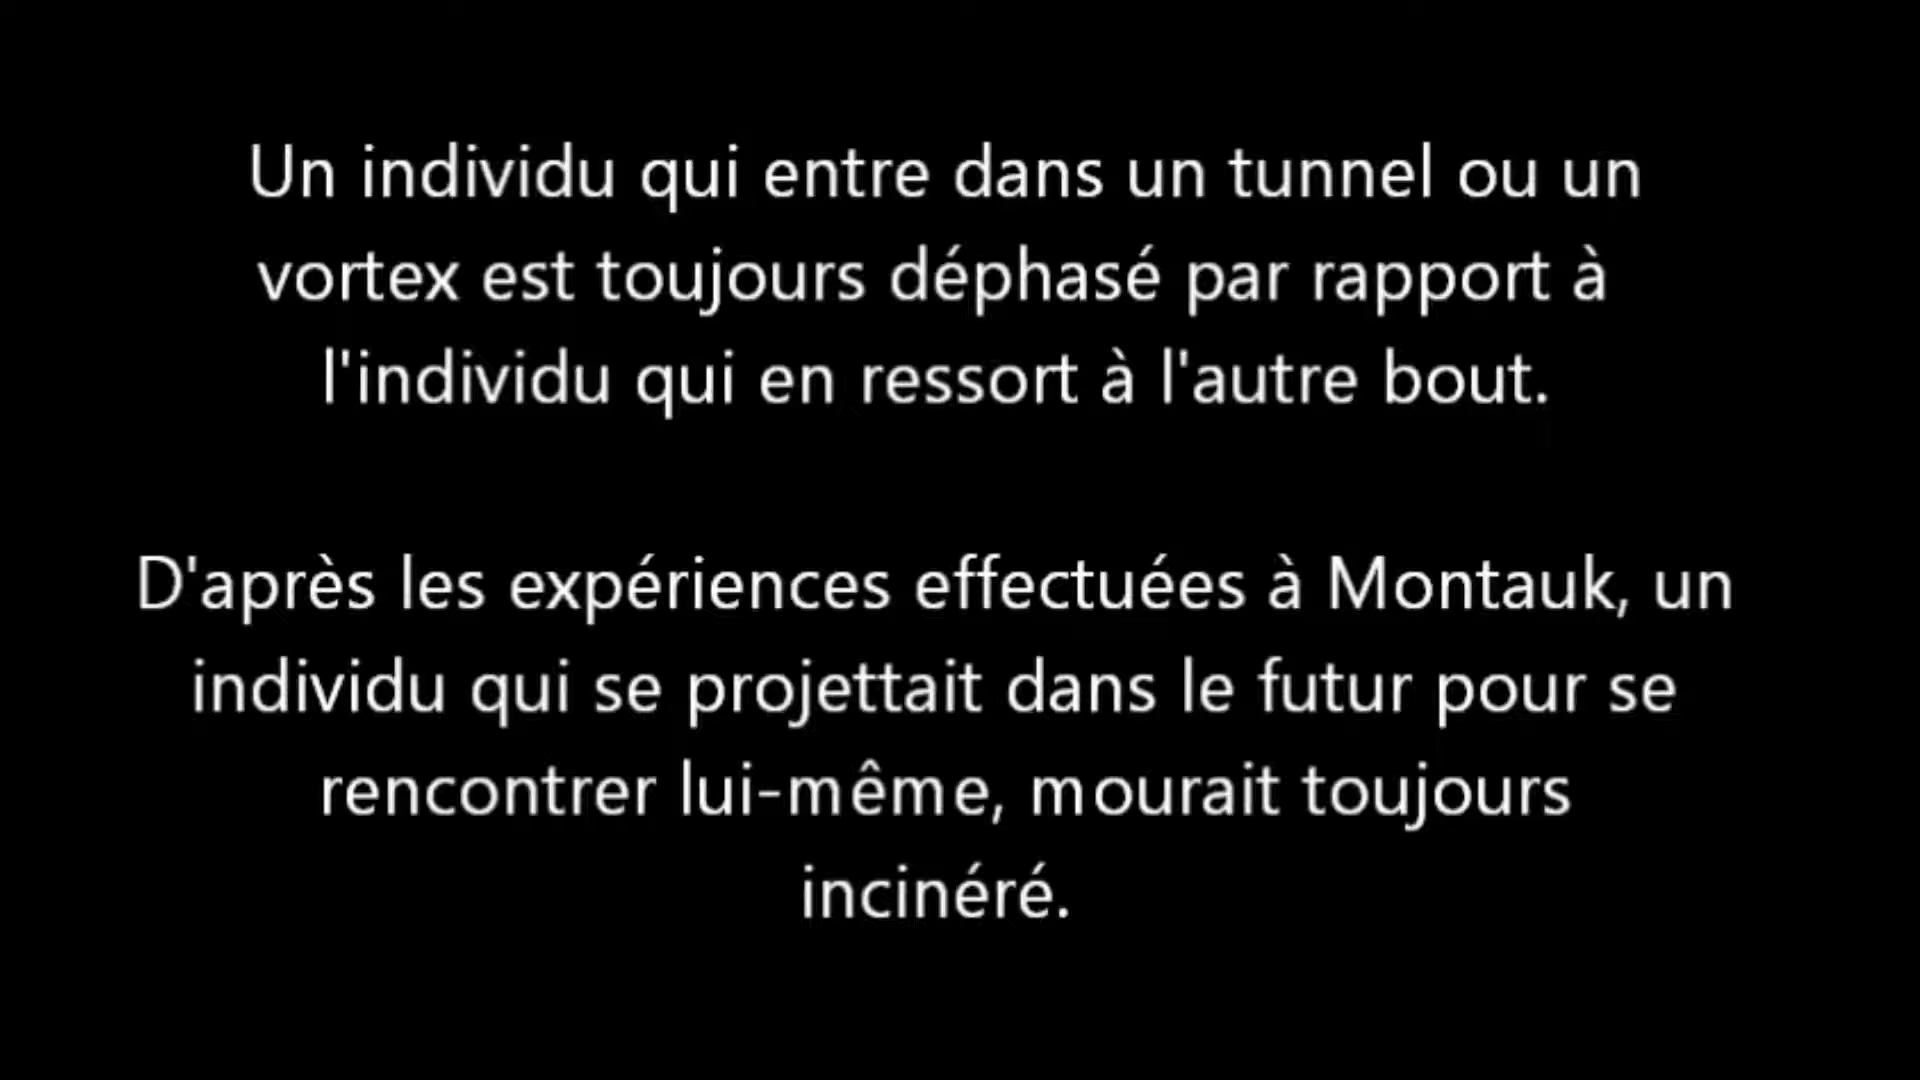 Un individu qui entre dans un tunnel ou un
vortex est toujours déphasé par rapport à
l'individu qui en ressort à l'autre bout.
D'après les expériences effectuées à Montauk, un
individu qui se projettait dans le futur pour se
rencontrer lui-même, mourait toujours
incinéré.